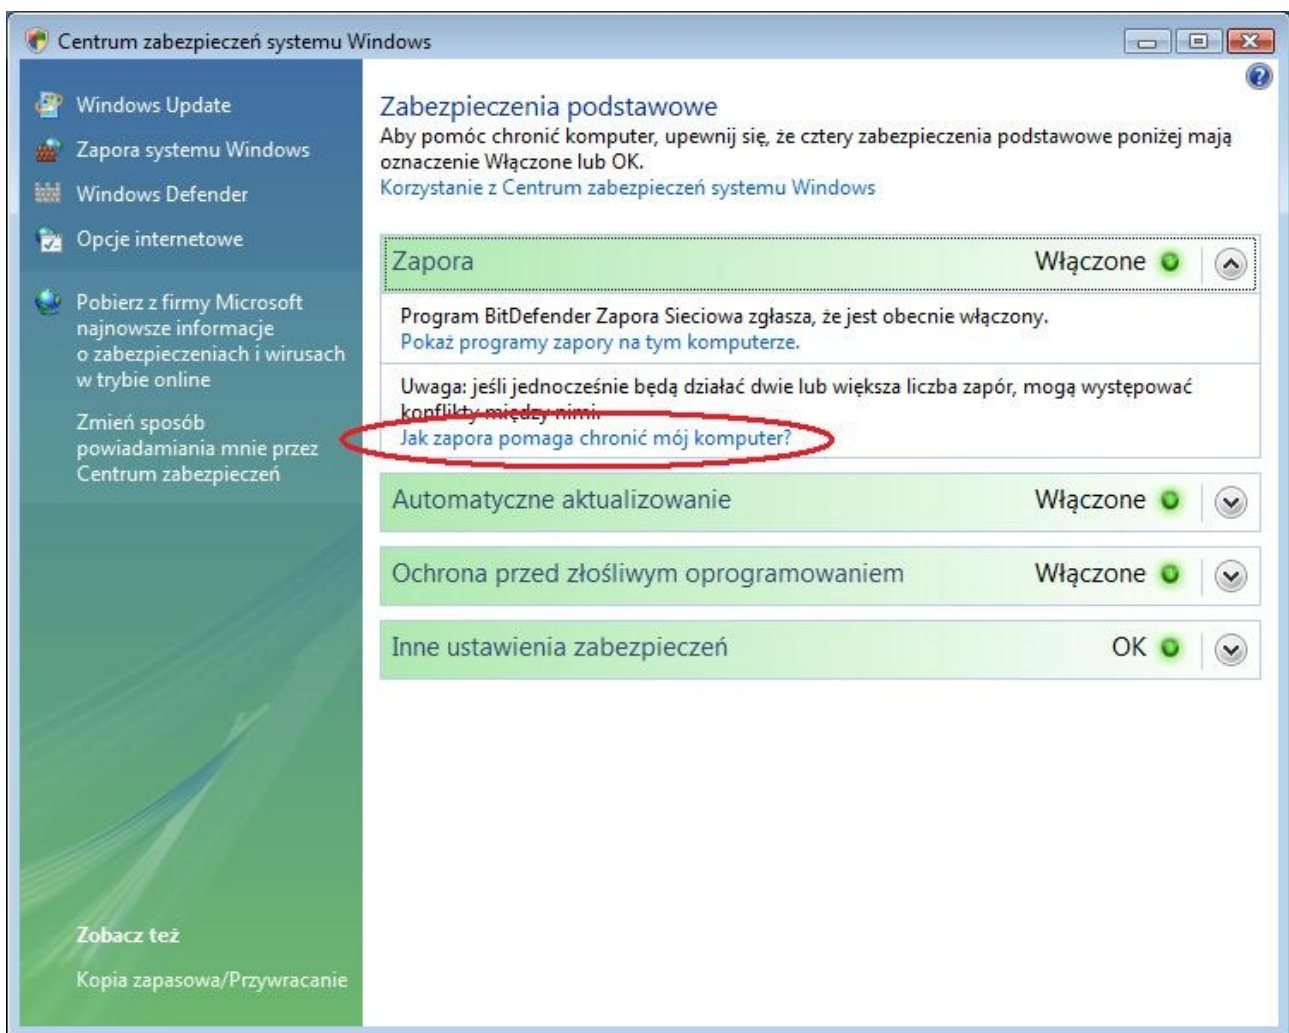 Centrum zabezpieczeń systemu Windows
Windows Update
Zapora systemu Windows
Windows Defender
Opcje internetowe
Pobierz z firmy Microsoft
najnowsze informacje
o zabezpieczeniach i wirusach
w trybie online
Zmień sposób
powiadamiania mnie przez
Centrum zabezpieczeń
Zobacz też
Kopia zapasowa/Przywracanie
Zabezpieczenia podstawowe
Aby pomóc chronić komputer, upewnij się, że cztery zabezpieczenia podstawowe poniżej mają
oznaczenie Włączone lub OK.
Korzystanie z Centrum zabezpieczeń systemu Windows
Zapora Włączone
Program BitDefender Zapora Sieciowa zgłasza, że jest obecnie włączony.
Pokaż programy zapory na tym komputerze.
Uwaga: jeśli jednocześnie będą działać dwie lub większa liczba zapór, mogą występować
konflikty między nimi.
Jak zapora pomaga chronić mój komputer?
Automatyczne aktualizowanie Włączone
Ochrona przed złośliwym oprogramowaniem Włączone
Inne ustawienia zabezpieczeń OK